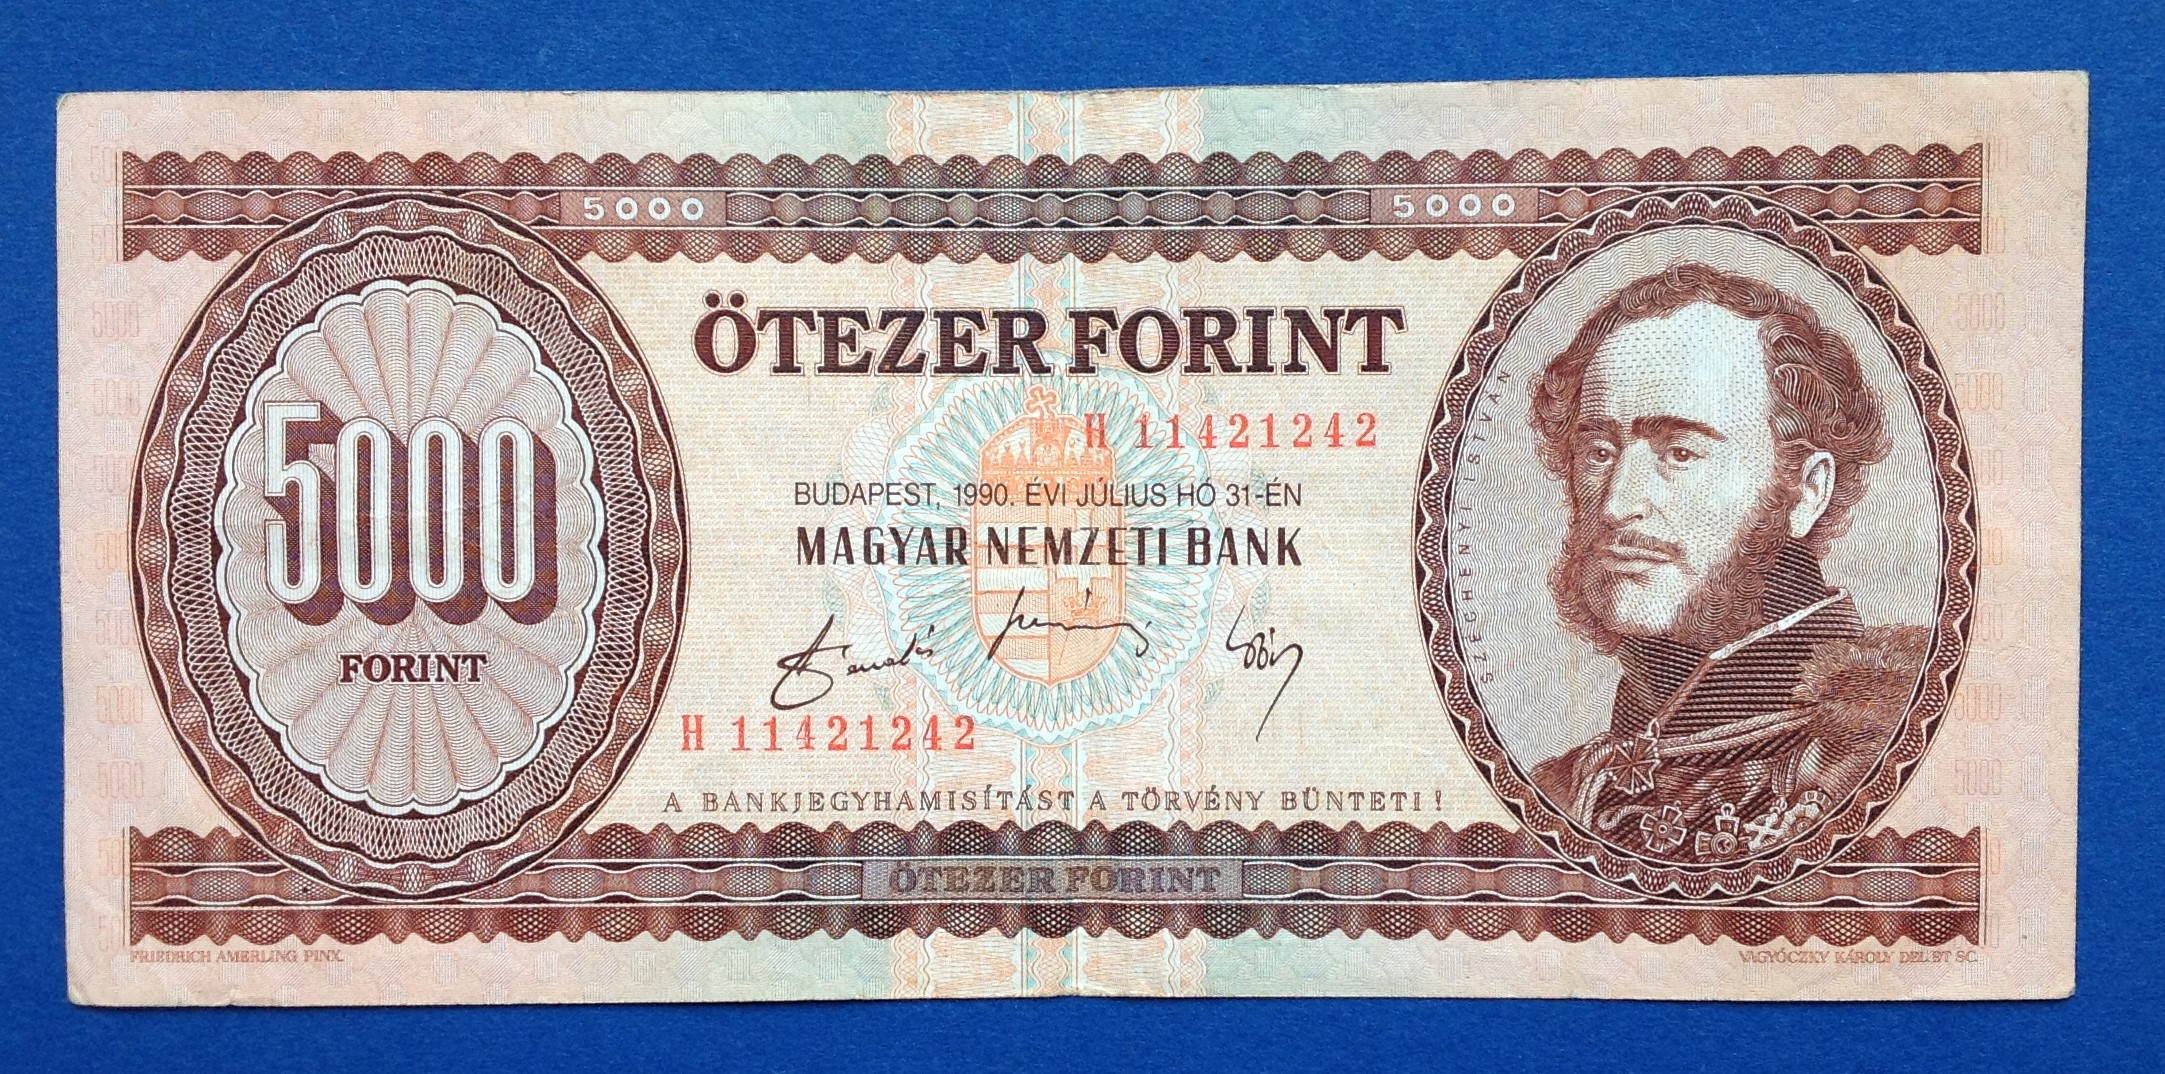 5000 5000
ÖTEZER FORINT
H 11421242
BUDAPEST, 1990. ÉVI JÚLIUS HÓ 31-ÉN
MAGYAR NEMZETI BANK
5000
FORINT
SZÉCHENYI ISTVÁN
H 11421242
A BANKJEGYHAMISÍTÁST A TÖRVÉNY BÜNTETI!
ÖTEZER FORINT
FRIEDRICH AMERLING PINX.
VAGYÓCZKY KÁROLY DEL. ET SC.